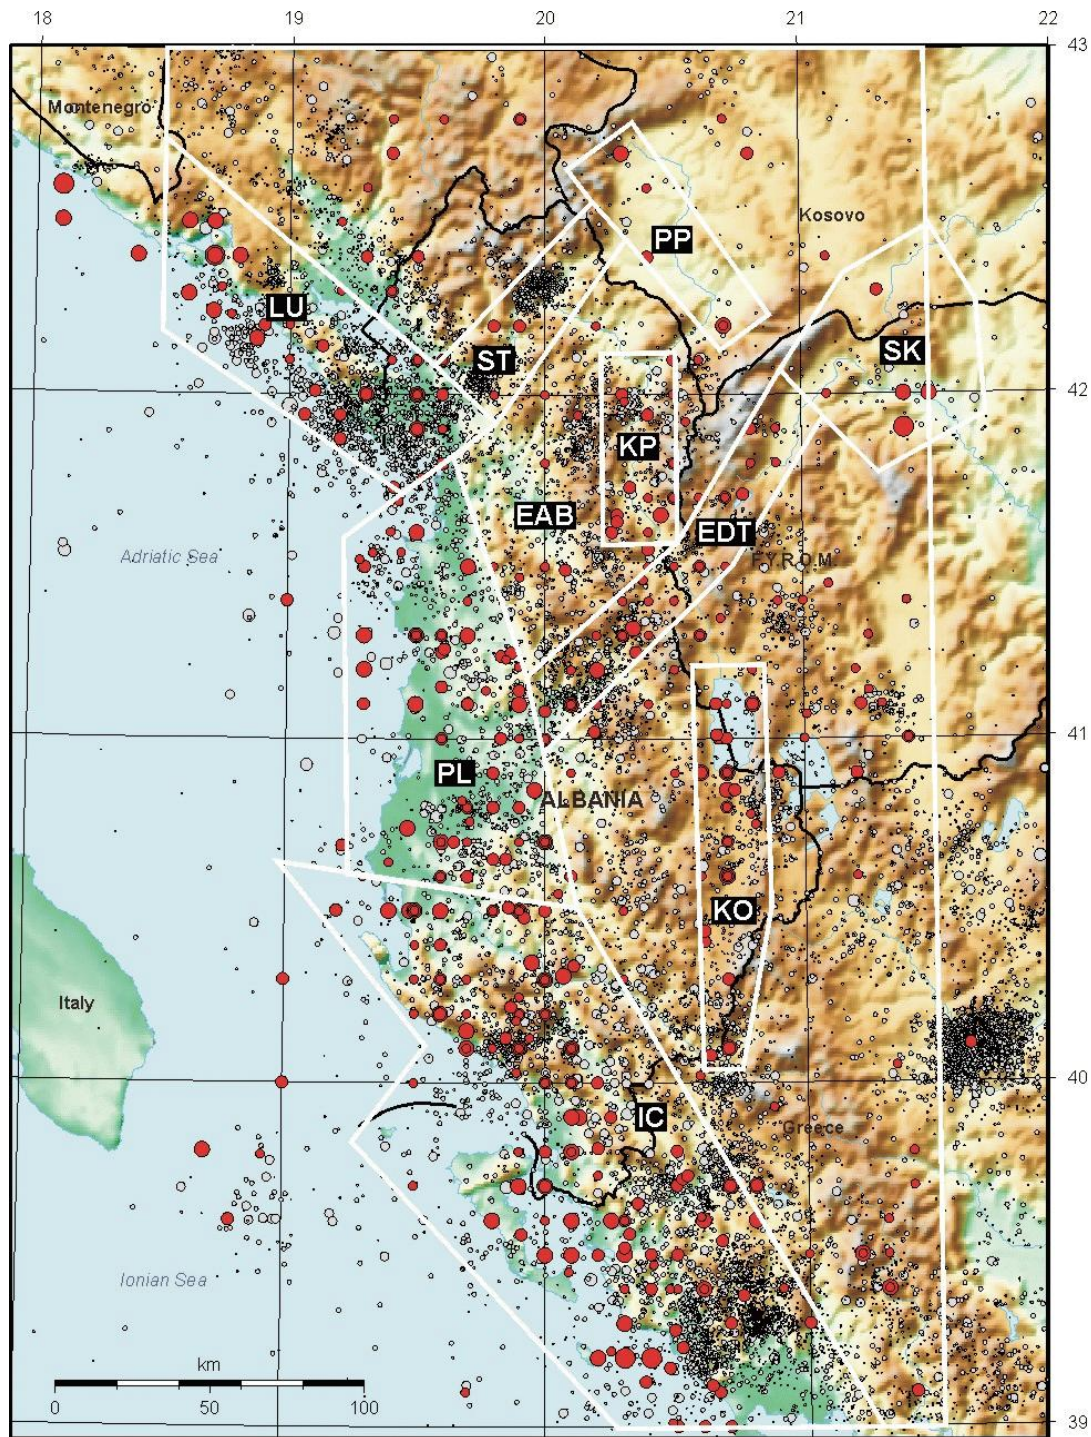 18 19 20 21 22
43
Montenegro
Kosovo
PP
LU
ST
SK
42
KP
EAB
EDT
Adriatic Sea
F.Y.R.O.M.
41
PL
ALBANIA
KO
Italy
40
IC
Greece
Ionian Sea
km
0 50 100
39